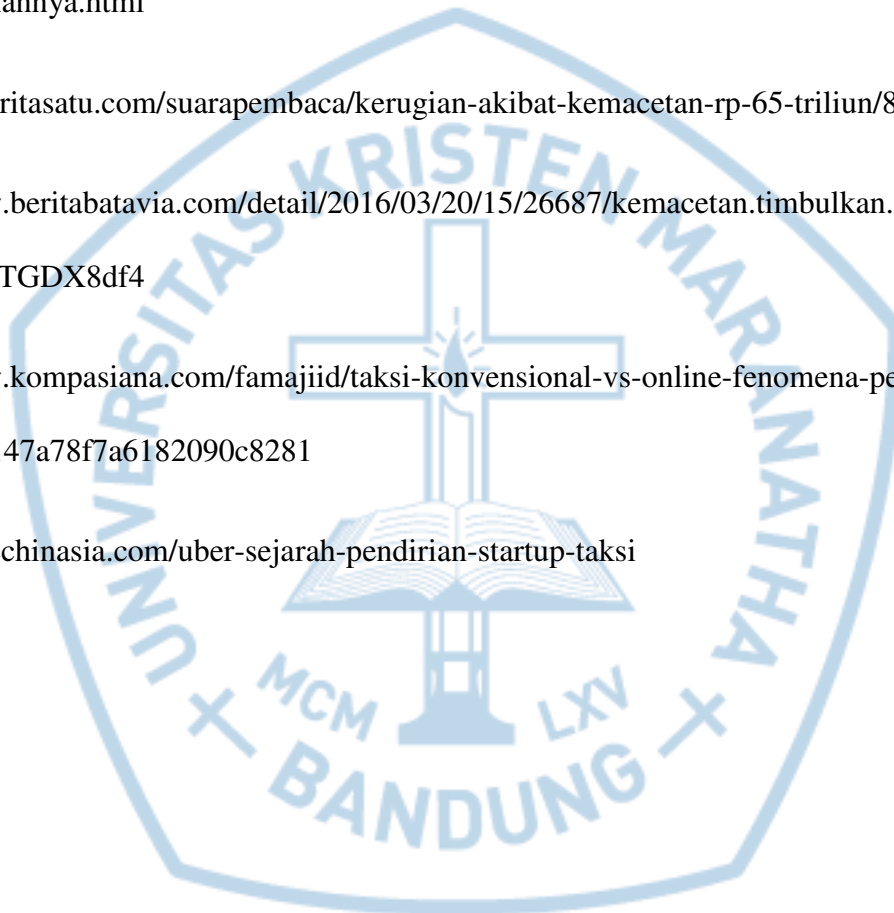 annya.html
ritasatu.com/suarapembaca/kerugian-akibat-kemacetan-rp-65-triliun/8
.beritabatavia.com/detail/2016/03/20/15/26687/kemacetan.timbulkan.
TGDX8df4
.kompasiana.com/famajiid/taksi-konvensional-vs-online-fenomena-pe
147a78f7a6182090c8281
chinasia.com/uber-sejarah-pendirian-startup-taksi
UNIVERSITAS KRISTEN MARANATHA
MCM LXV
BANDUNG